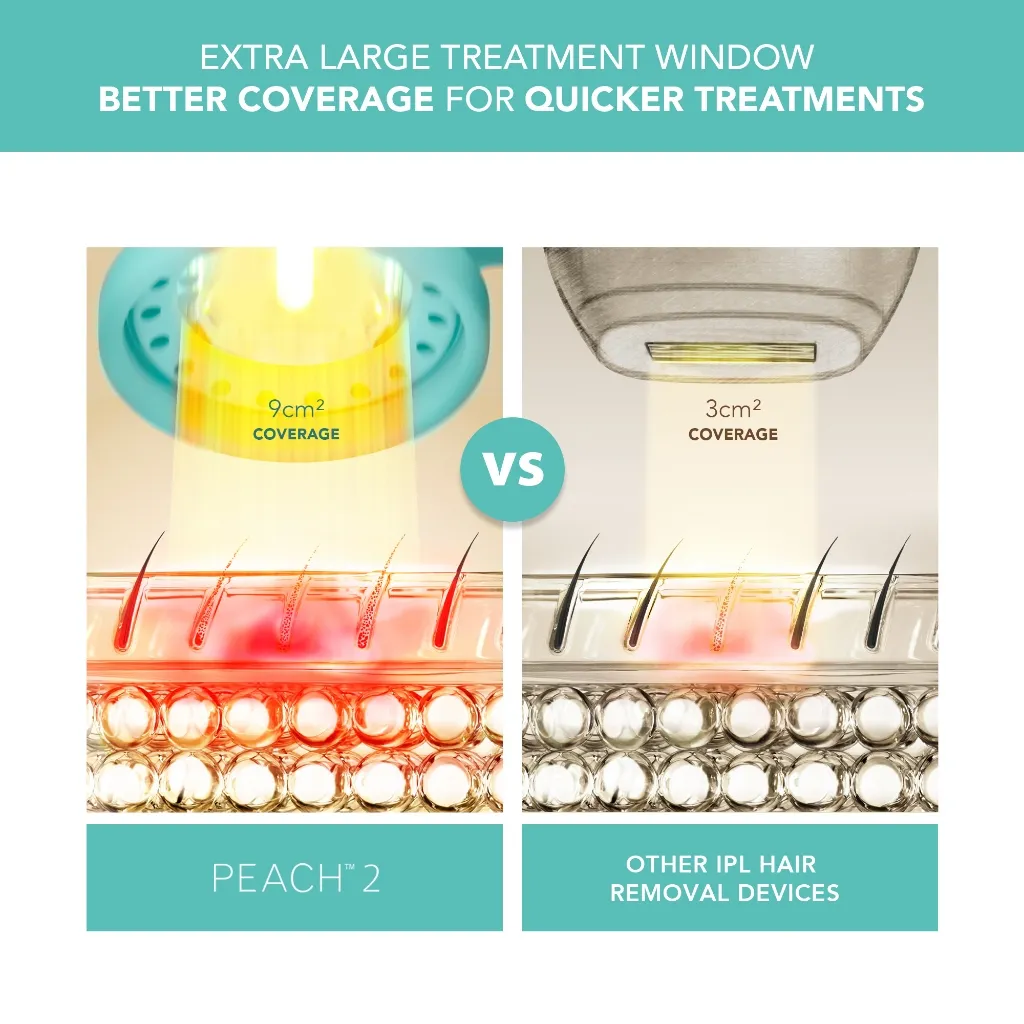 EXTRA LARGE TREATMENT WINDOW
BETTER COVERAGE FOR QUICKER TREATMENTS
9cm²
COVERAGE
VS
3cm²
COVERAGE
PEACH™ 2
OTHER IPL HAIR
REMOVAL DEVICES